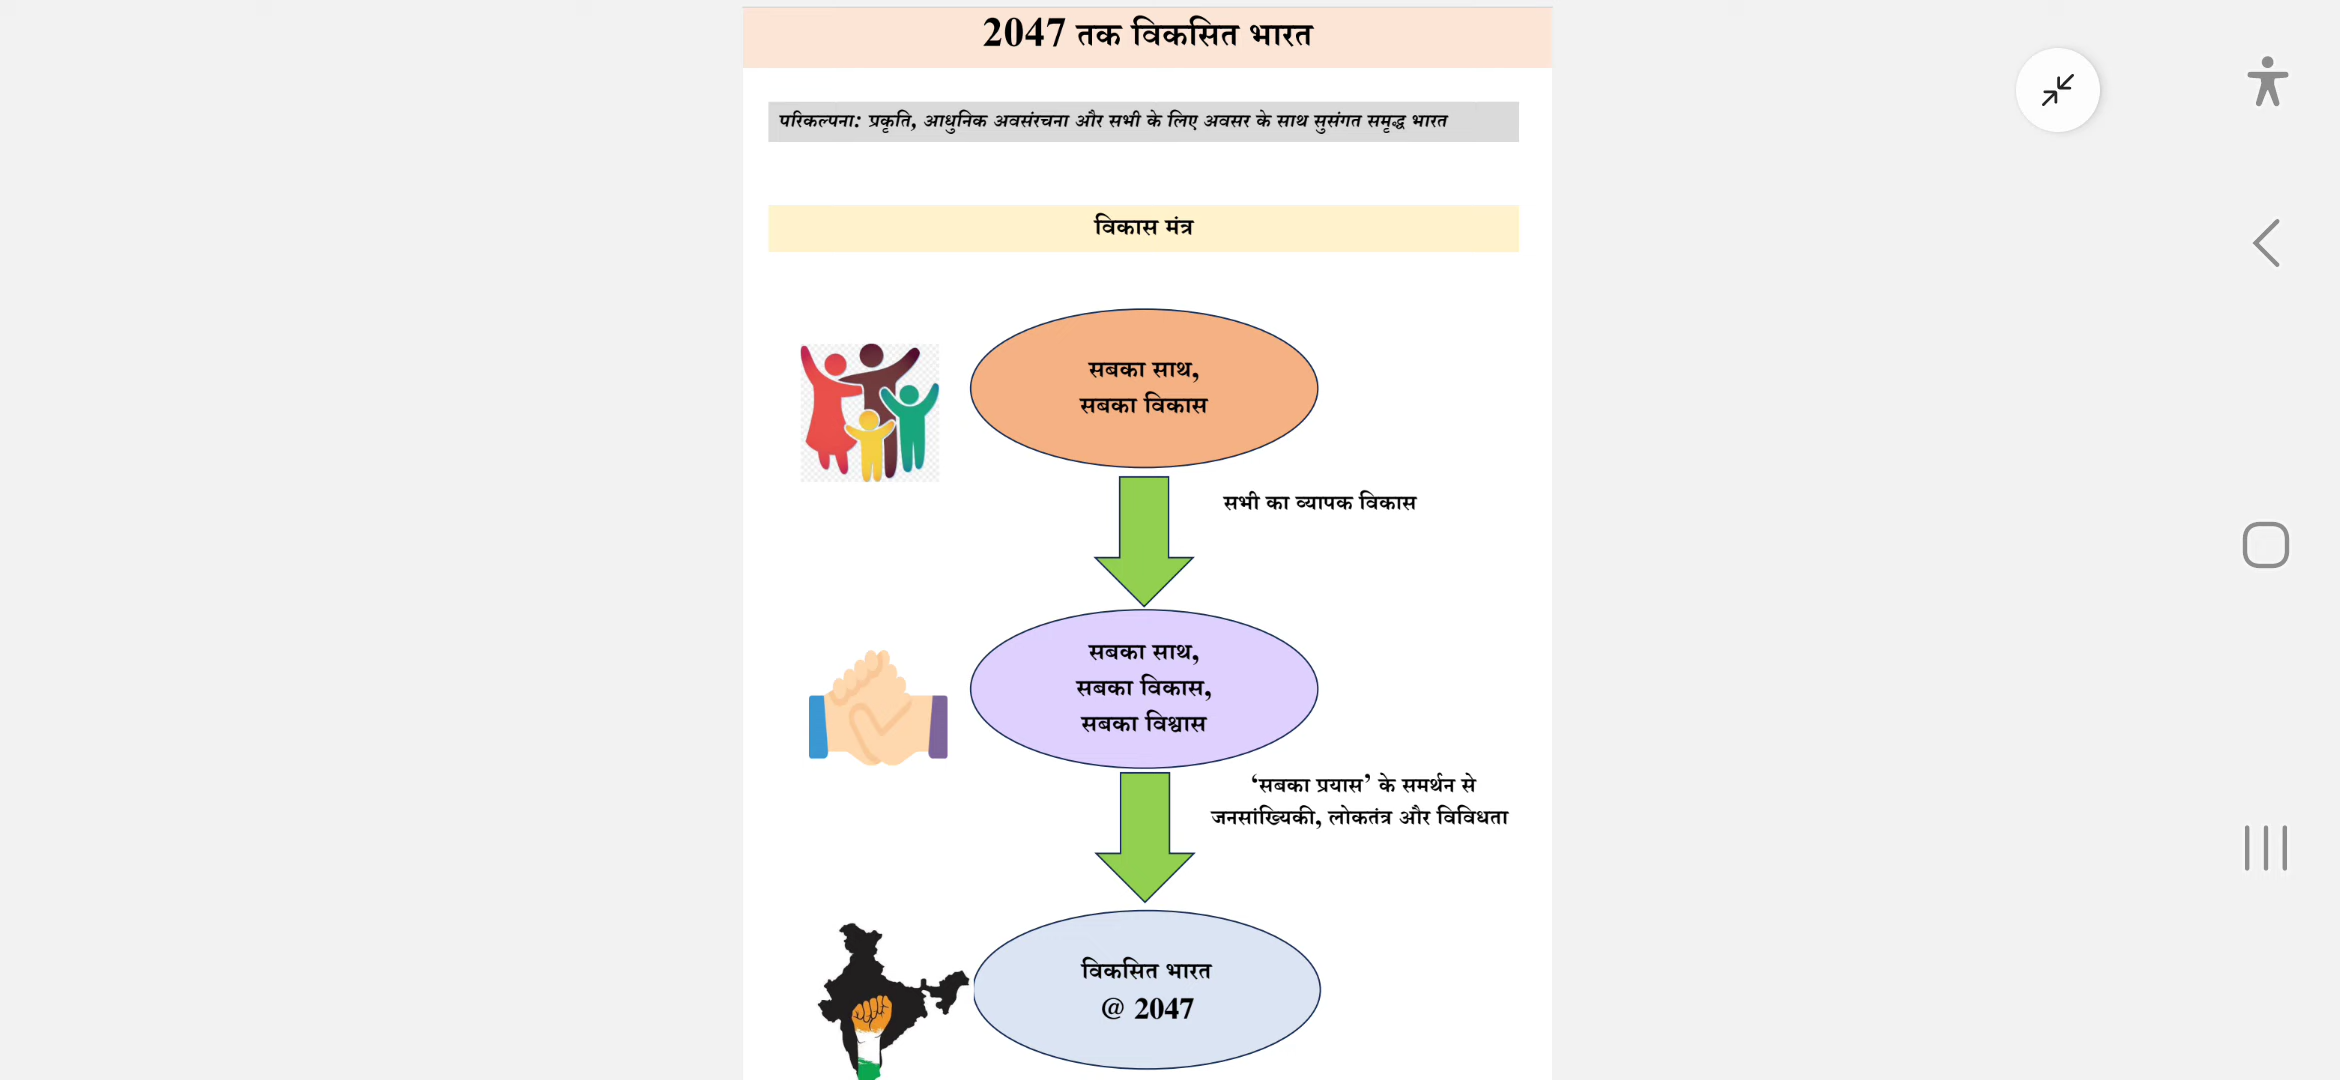 2047 तक विकसित भारत
परिकल्पना: प्रकृति, आधुनिक अवसंरचना और सभी के लिए अवसर के साथ सुसंगत समृद्ध भारत
विकास मंत्र
सबका साथ,
सबका विकास
सभी का व्यापक विकास
सबका साथ,
सबका विकास,
सबका विश्वास
‘सबका प्रयास’ के समर्थन से
जनसांख्यिकी, लोकतंत्र और विविधता
विकसित भारत
@ 2047